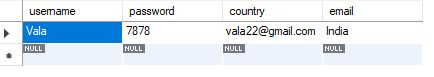 username password country email
Vala 7878 vala22@gmail.com India
NULL NULL NULL NULL